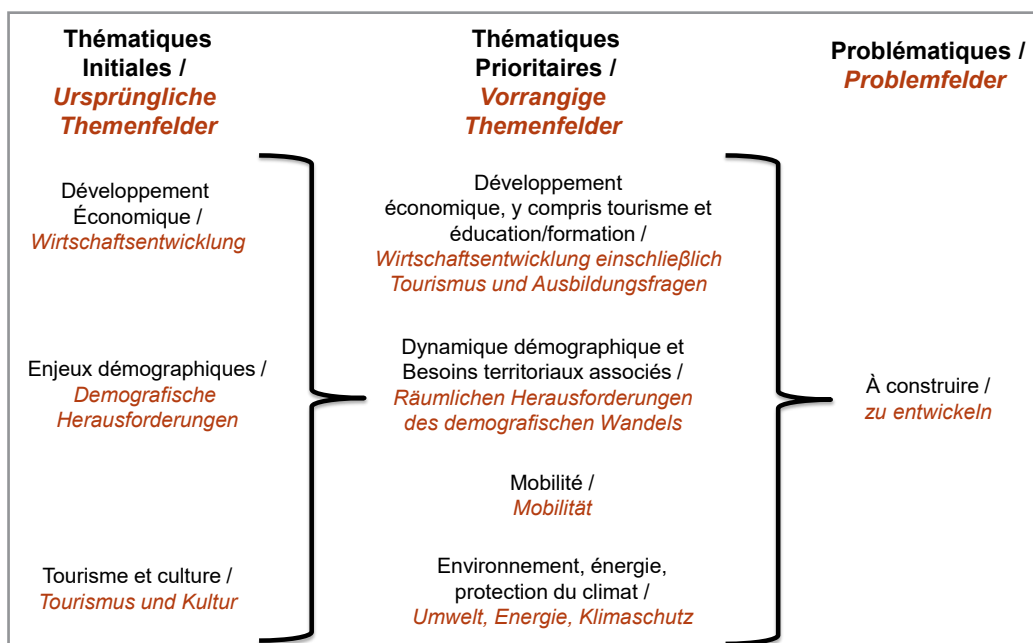 Thématiques
Initiales /
Ursprüngliche
Themenfelder
Développement
Économique /
Wirtschaftsentwicklung
Enjeux démographiques /
Demografische
Herausforderungen
Tourisme et culture /
Tourismus und Kultur
Thématiques
Prioritaires /
Vorrangige
Themenfelder
Développement
économique, y compris tourisme et
éducation/formation /
Wirtschaftsentwicklung einschließlich
Tourismus und Ausbildungsfragen
Dynamique démographique et
Besoins territoriaux associés /
Räumlichen Herausforderungen
des demografischen Wandels
Mobilité /
Mobilität
Environnement, énergie,
protection du climat /
Umwelt, Energie, Klimaschutz
Problématiques /
Problemfelder
À construire /
zu entwickeln